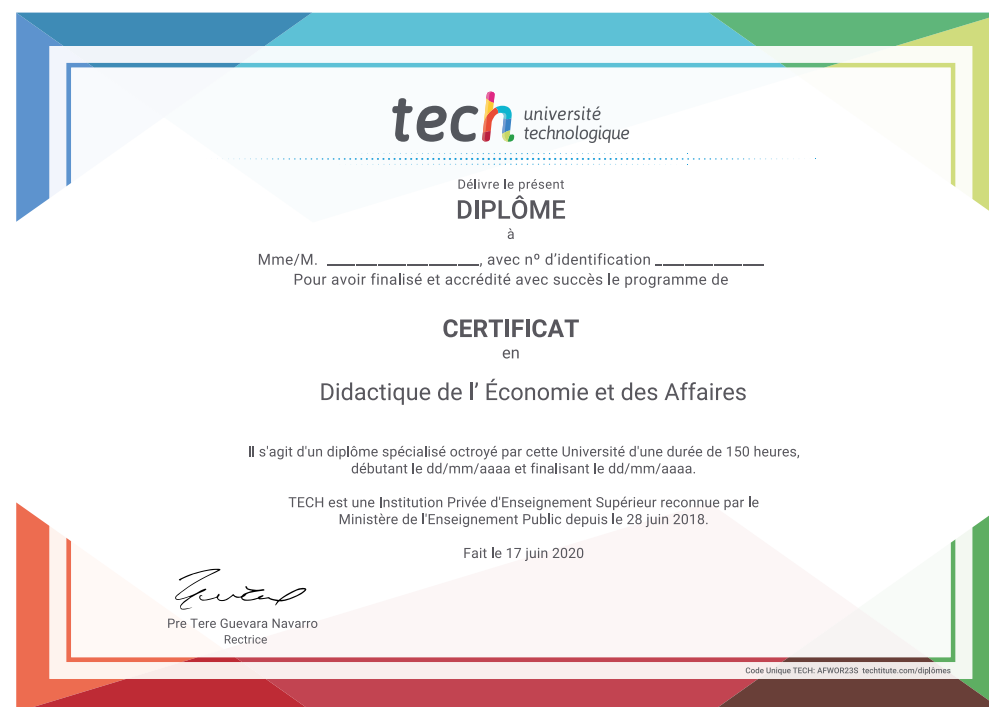 tech université
technologique
Délivre le présent
DIPLÔME
à
Mme/M. ________________, avec nº d'identification ____________
Pour avoir finalisé et accrédité avec succès le programme de
CERTIFICAT
en
Didactique de l' Économie et des Affaires
Il s'agit d'un diplôme spécialisé octroyé par cette Université d'une durée de 150 heures,
débutant le dd/mm/aaaa et finalisant le dd/mm/aaaa.
TECH est une Institution Privée d'Enseignement Supérieur reconnue par le
Ministère de l'Enseignement Public depuis le 28 juin 2018.
Fait le 17 juin 2020
Pre Tere Guevara Navarro
Rectrice
Code Unique TECH: AFWOR23S techtitute.com/diplômes